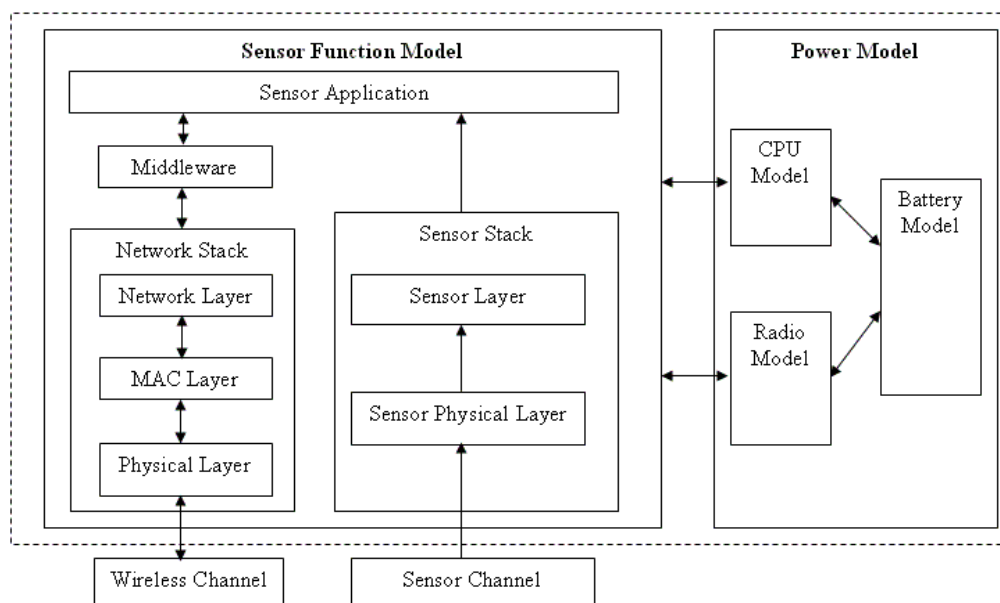 Sensor Function Model
Sensor Application
Middleware
Network Stack
Network Layer
MAC Layer
Physical Layer
Sensor Stack
Sensor Layer
Sensor Physical Layer
Power Model
CPU
Model
Radio
Model
Battery
Model
Wireless Channel
Sensor Channel